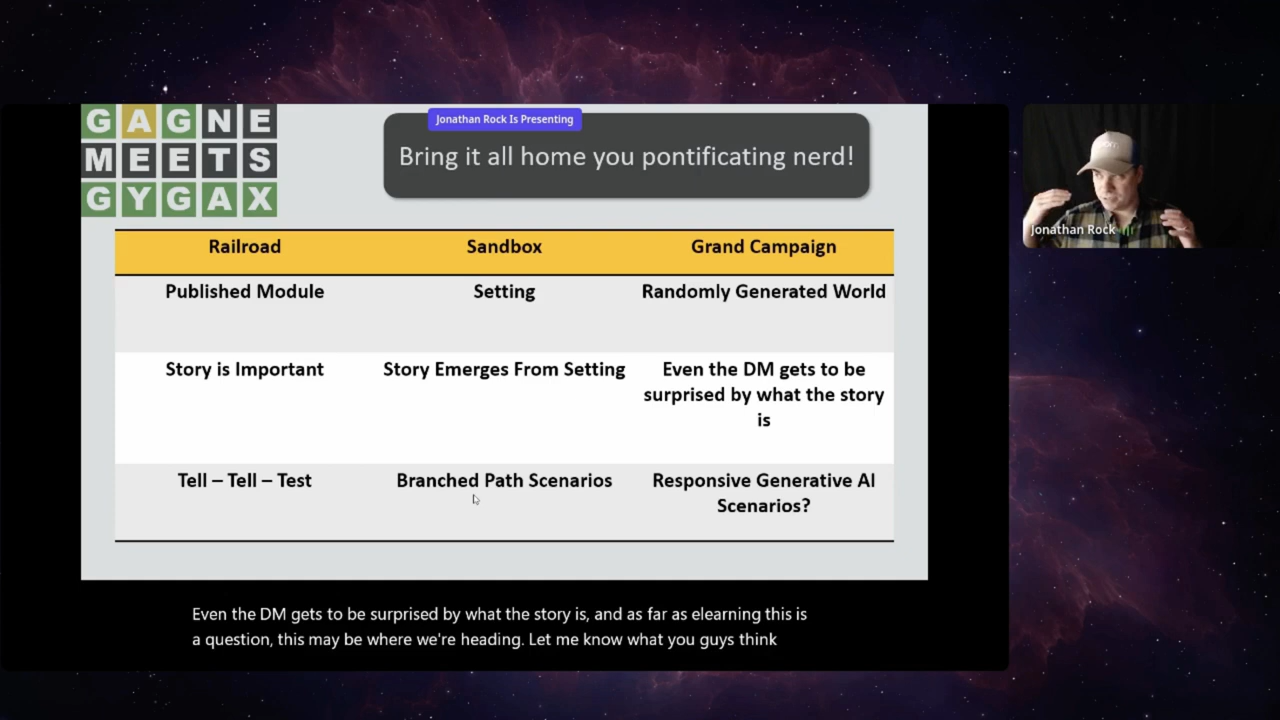 GAGNE
MEETS
GYGAX
Jonathan Rock Is Presenting
Bring it all home you pontificating nerd!
Railroad Sandbox Grand Campaign
Published Module Setting Randomly Generated World
Story is Important Story Emerges From Setting Even the DM gets to be
surprised by what the story
is
Tell – Tell – Test Branched Path Scenarios Responsive Generative AI
Scenarios?
Jonathan Rock
Even the DM gets to be surprised by what the story is, and as far as elearning this is
a question, this may be where we're heading. Let me know what you guys think